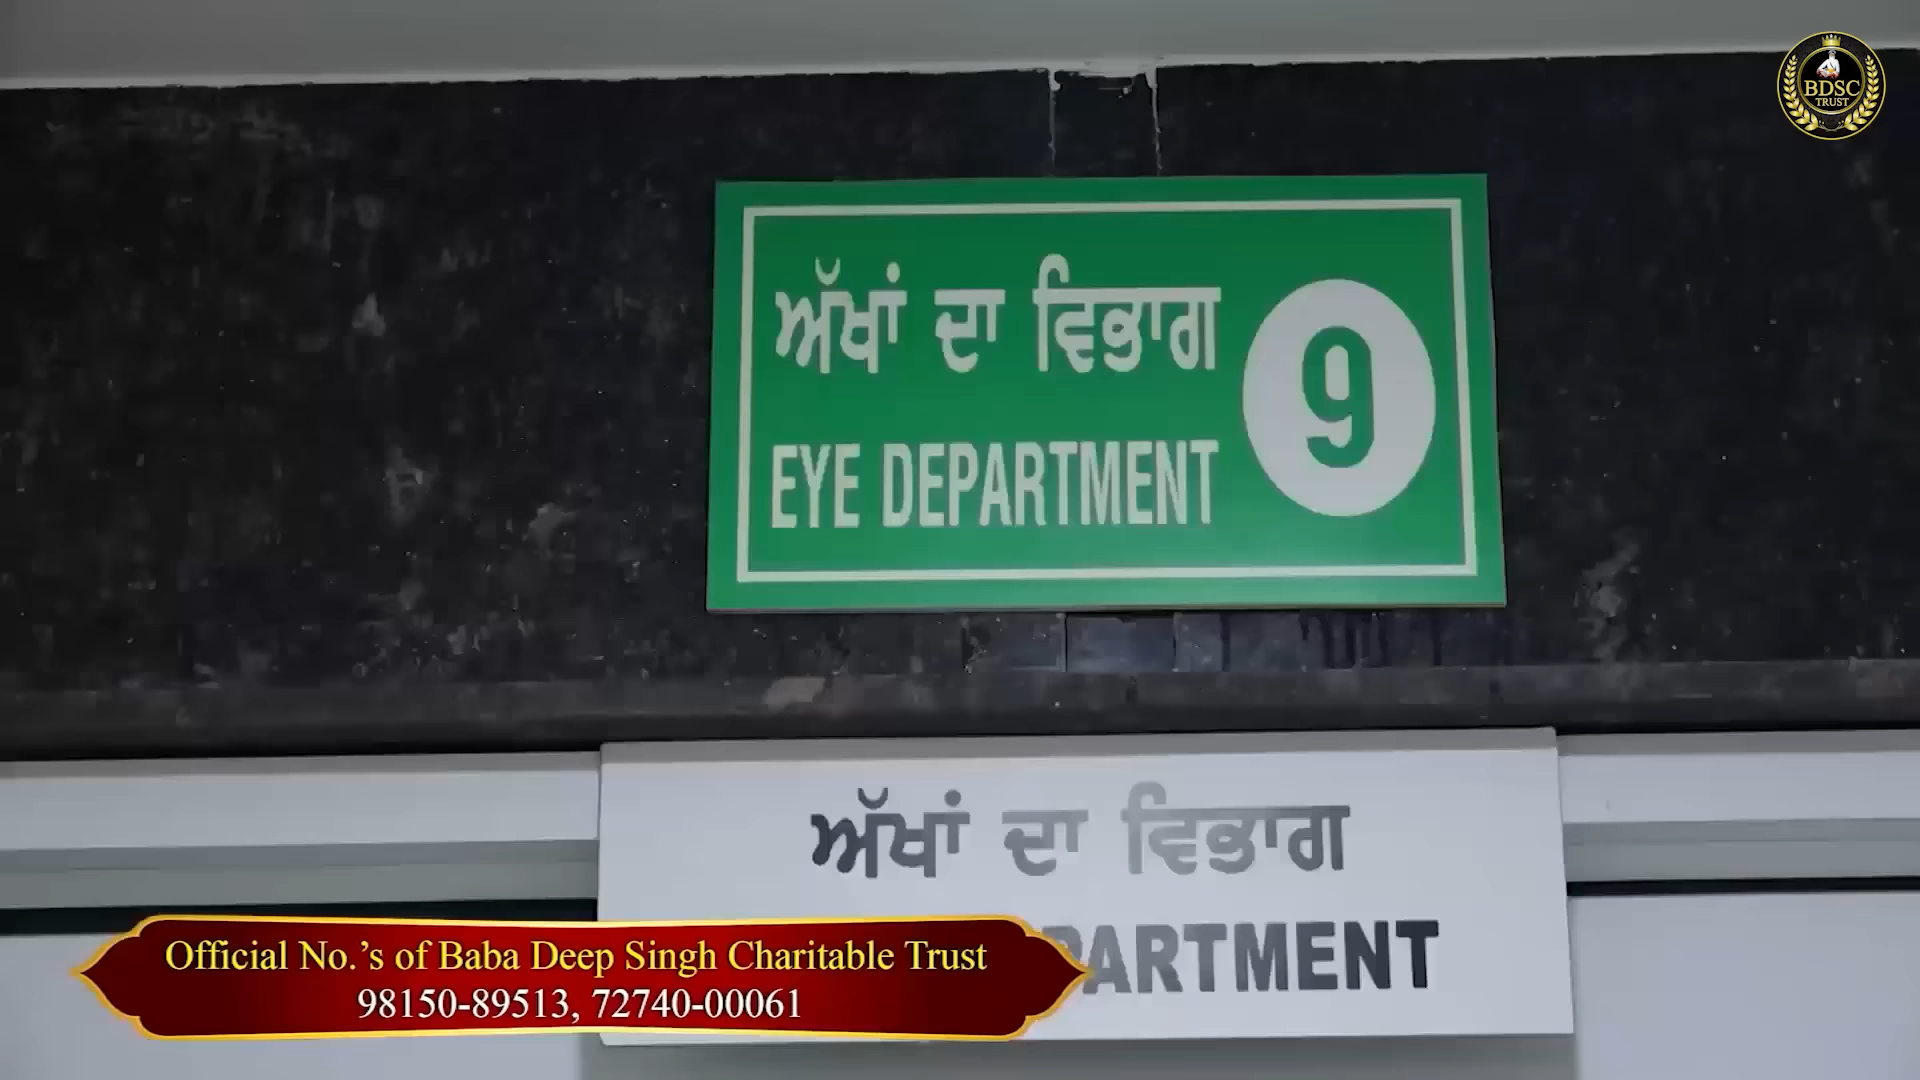 BDSC
TRUST
ਅੱਖਾਂ ਦਾ ਵਿਭਾਗ
EYE DEPARTMENT
9
ਅੱਖਾਂ ਦਾ ਵਿਭਾਗ
PARTMENT
Official No.’s of Baba Deep Singh Charitable Trust
98150-89513, 72740-00061